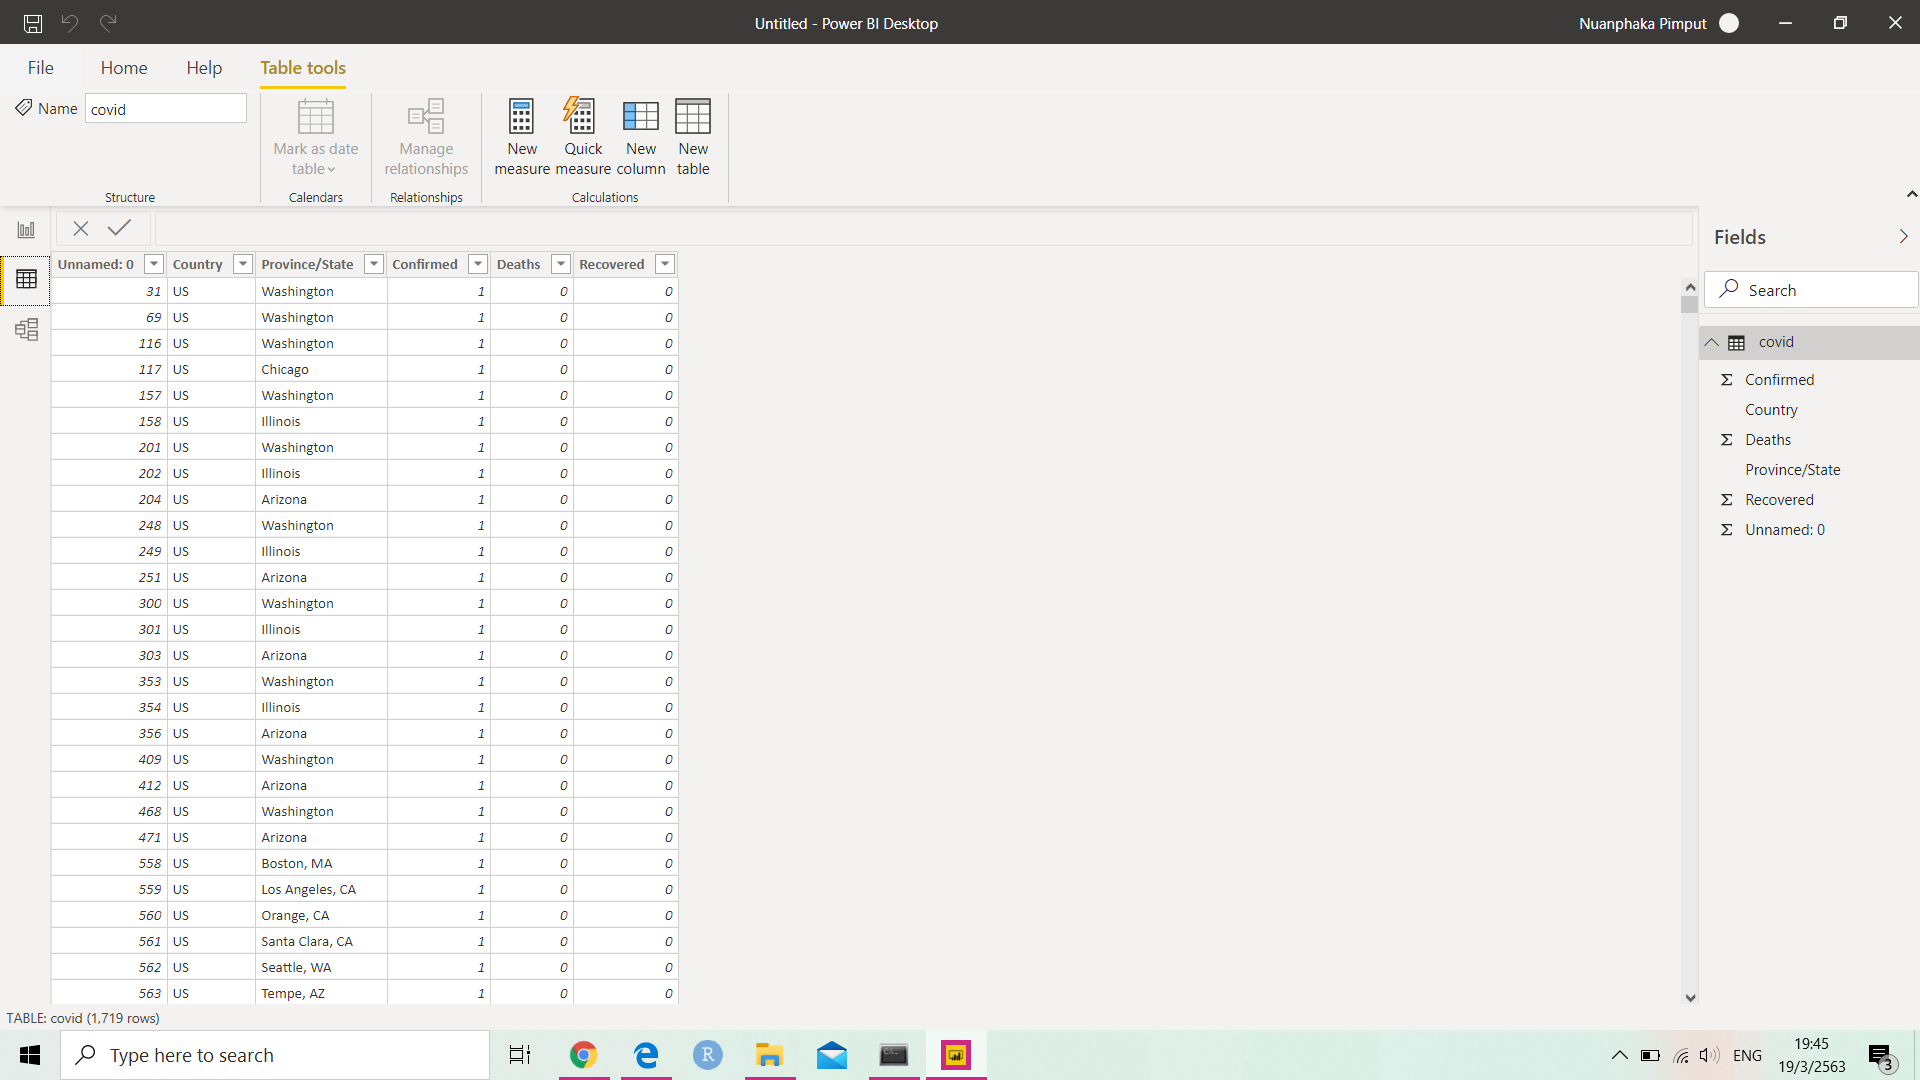 Untitled - Power BI Desktop
Nuanphaka Pimput
File Home Help Table tools
Name covid
Mark as date
table
Manage
relationships
New
measure
Quick
measure
New
column
New
table
Structure
Calendars
Relationships
Calculations
Unnamed: 0 Country Province/State Confirmed Deaths Recovered
31 US Washington 1 0 0
69 US Washington 1 0 0
116 US Washington 1 0 0
117 US Chicago 1 0 0
157 US Washington 1 0 0
158 US Illinois 1 0 0
201 US Washington 1 0 0
202 US Illinois 1 0 0
204 US Arizona 1 0 0
248 US Washington 1 0 0
249 US Illinois 1 0 0
251 US Arizona 1 0 0
300 US Washington 1 0 0
301 US Illinois 1 0 0
303 US Arizona 1 0 0
353 US Washington 1 0 0
354 US Illinois 1 0 0
356 US Arizona 1 0 0
409 US Washington 1 0 0
412 US Arizona 1 0 0
468 US Washington 1 0 0
471 US Arizona 1 0 0
558 US Boston, MA 1 0 0
559 US Los Angeles, CA 1 0 0
560 US Orange, CA 1 0 0
561 US Santa Clara, CA 1 0 0
562 US Seattle, WA 1 0 0
563 US Tempe, AZ 1 0 0
Fields
Search
covid
Σ Confirmed
Country
Σ Deaths
Province/State
Σ Recovered
Σ Unnamed: 0
TABLE: covid (1,719 rows)
Type here to search
R
ENG
19:45
19/3/2563
3